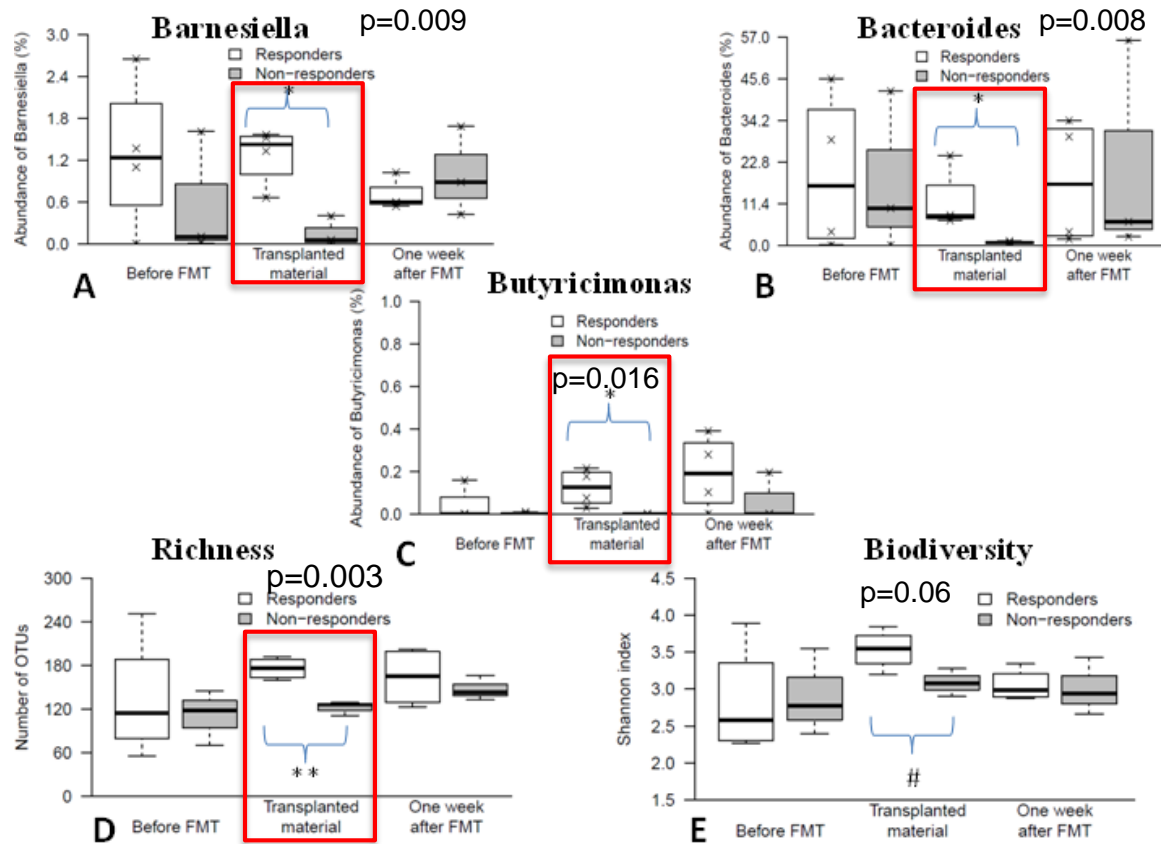 Barnesiella
p=0.009
Responders
Non−responders
Abundance of Barnesiella (%)
3.0
2.4
1.8
1.2
0.6
0.0
*
Before FMT
Transplanted
material
One week
after FMT
A
Bacteroides
p=0.008
Responders
Non−responders
Abundance of Bacteroides (%)
57.0
45.6
34.2
22.8
11.4
0.0
*
Before FMT
Transplanted
material
One week
after FMT
B
Butyricimonas
Responders
Non−responders
Abundance of Butyricimonas (%)
1.0
0.8
0.6
0.4
0.2
0.0
p=0.016
*
Before FMT
Transplanted
material
One week
after FMT
C
Richness
p=0.003
Responders
Non−responders
Number of OTUs
300
240
180
120
60
0
**
Before FMT
Transplanted
material
One week
after FMT
D
Biodiversity
p=0.06
Responders
Non−responders
Shannon index
4.5
4.0
3.5
3.0
2.5
2.0
1.5
#
Before FMT
Transplanted
material
One week
after FMT
E